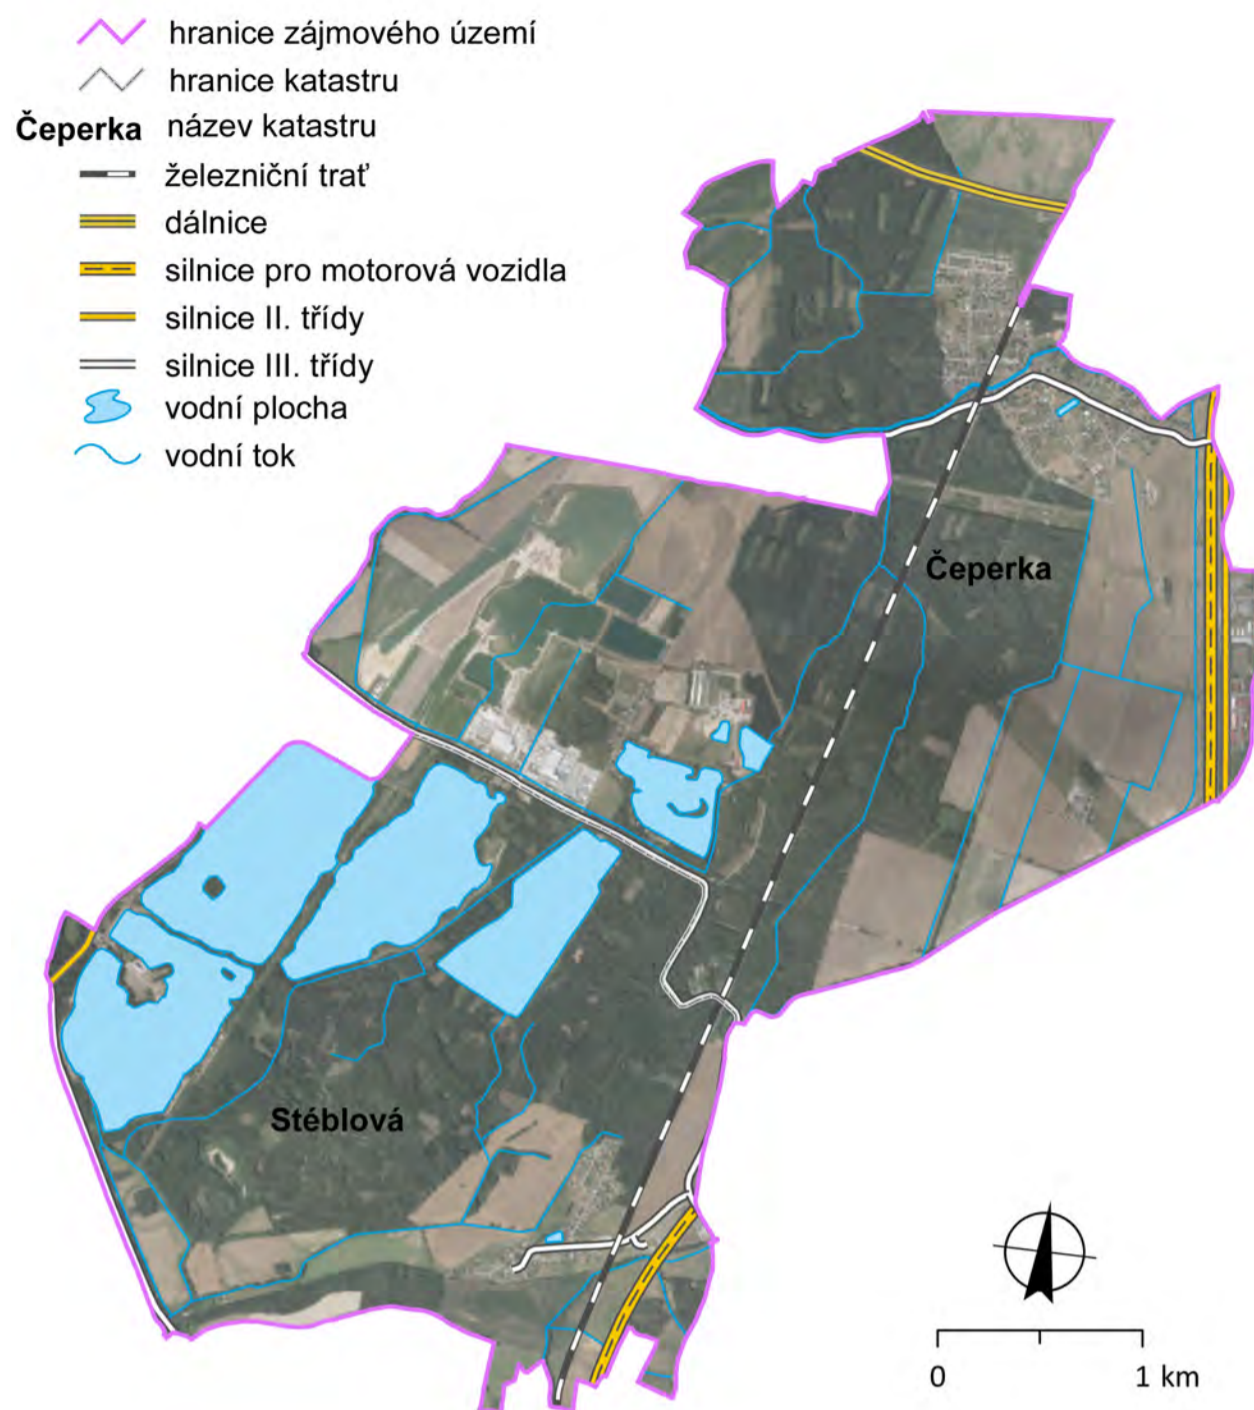 hranice zájmového území
hranice katastru
Čeperka název katastru
železniční trať
dálnice
silnice pro motorová vozidla
silnice II. třídy
silnice III. třídy
vodní plocha
vodní tok
Čeperka
Stéblová
0 1 km